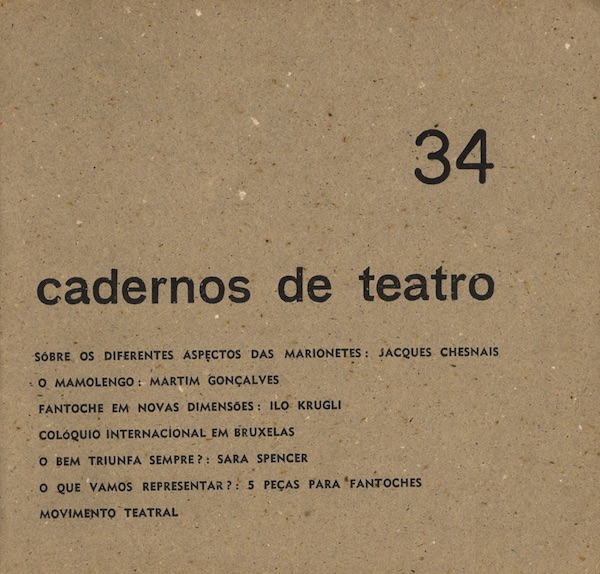 34
cadernos de teatro
SÔBRE OS DIFERENTES ASPECTOS DAS MARIONETES: JACQUES CHESNAIS
O MAMOLENGO: MARTIM GONÇALVES
FANTOCHE EM NOVAS DIMENSÕES: ILO KRUGLI
COLÓQUIO INTERNACIONAL EM BRUXELAS
O BEM TRIUNFA SEMPRE?: SARA SPENCER
O QUE VAMOS REPRESENTAR?: 5 PEÇAS PARA FANTOCHES
MOVIMENTO TEATRAL